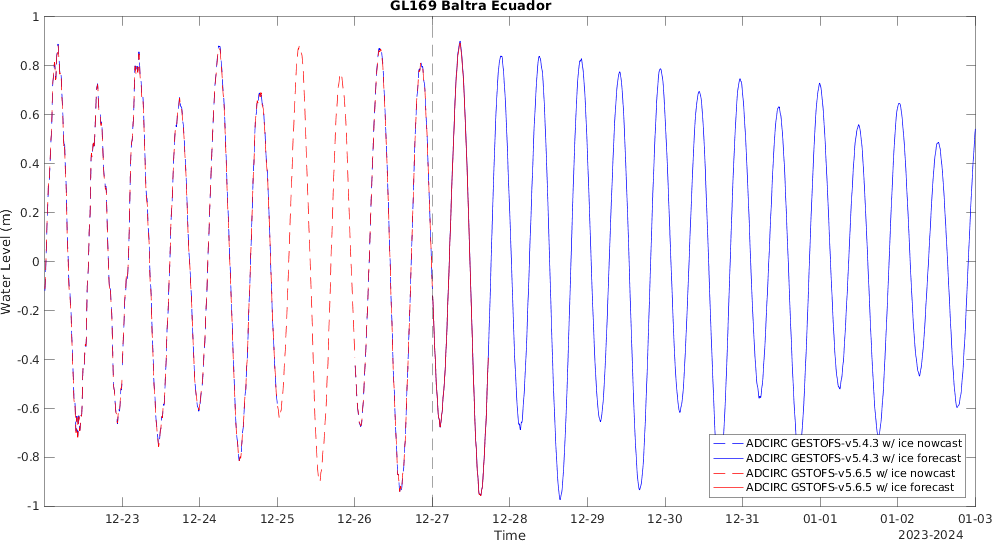 GL169 Baltra Ecuador
1
0.8
0.6
0.4
0.2
0
-0.2
-0.4
-0.6
-0.8
-1
Water Level (m)
ADCIRC GESTOFS-v5.4.3 w/ ice nowcast
ADCIRC GESTOFS-v5.4.3 w/ ice forecast
ADCIRC GSTOFS-v5.6.5 w/ ice nowcast
ADCIRC GSTOFS-v5.6.5 w/ ice forecast
12-23 12-24 12-25 12-26 12-27 12-28 12-29 12-30 12-31 01-01 01-02 01-03
Time
2023-2024